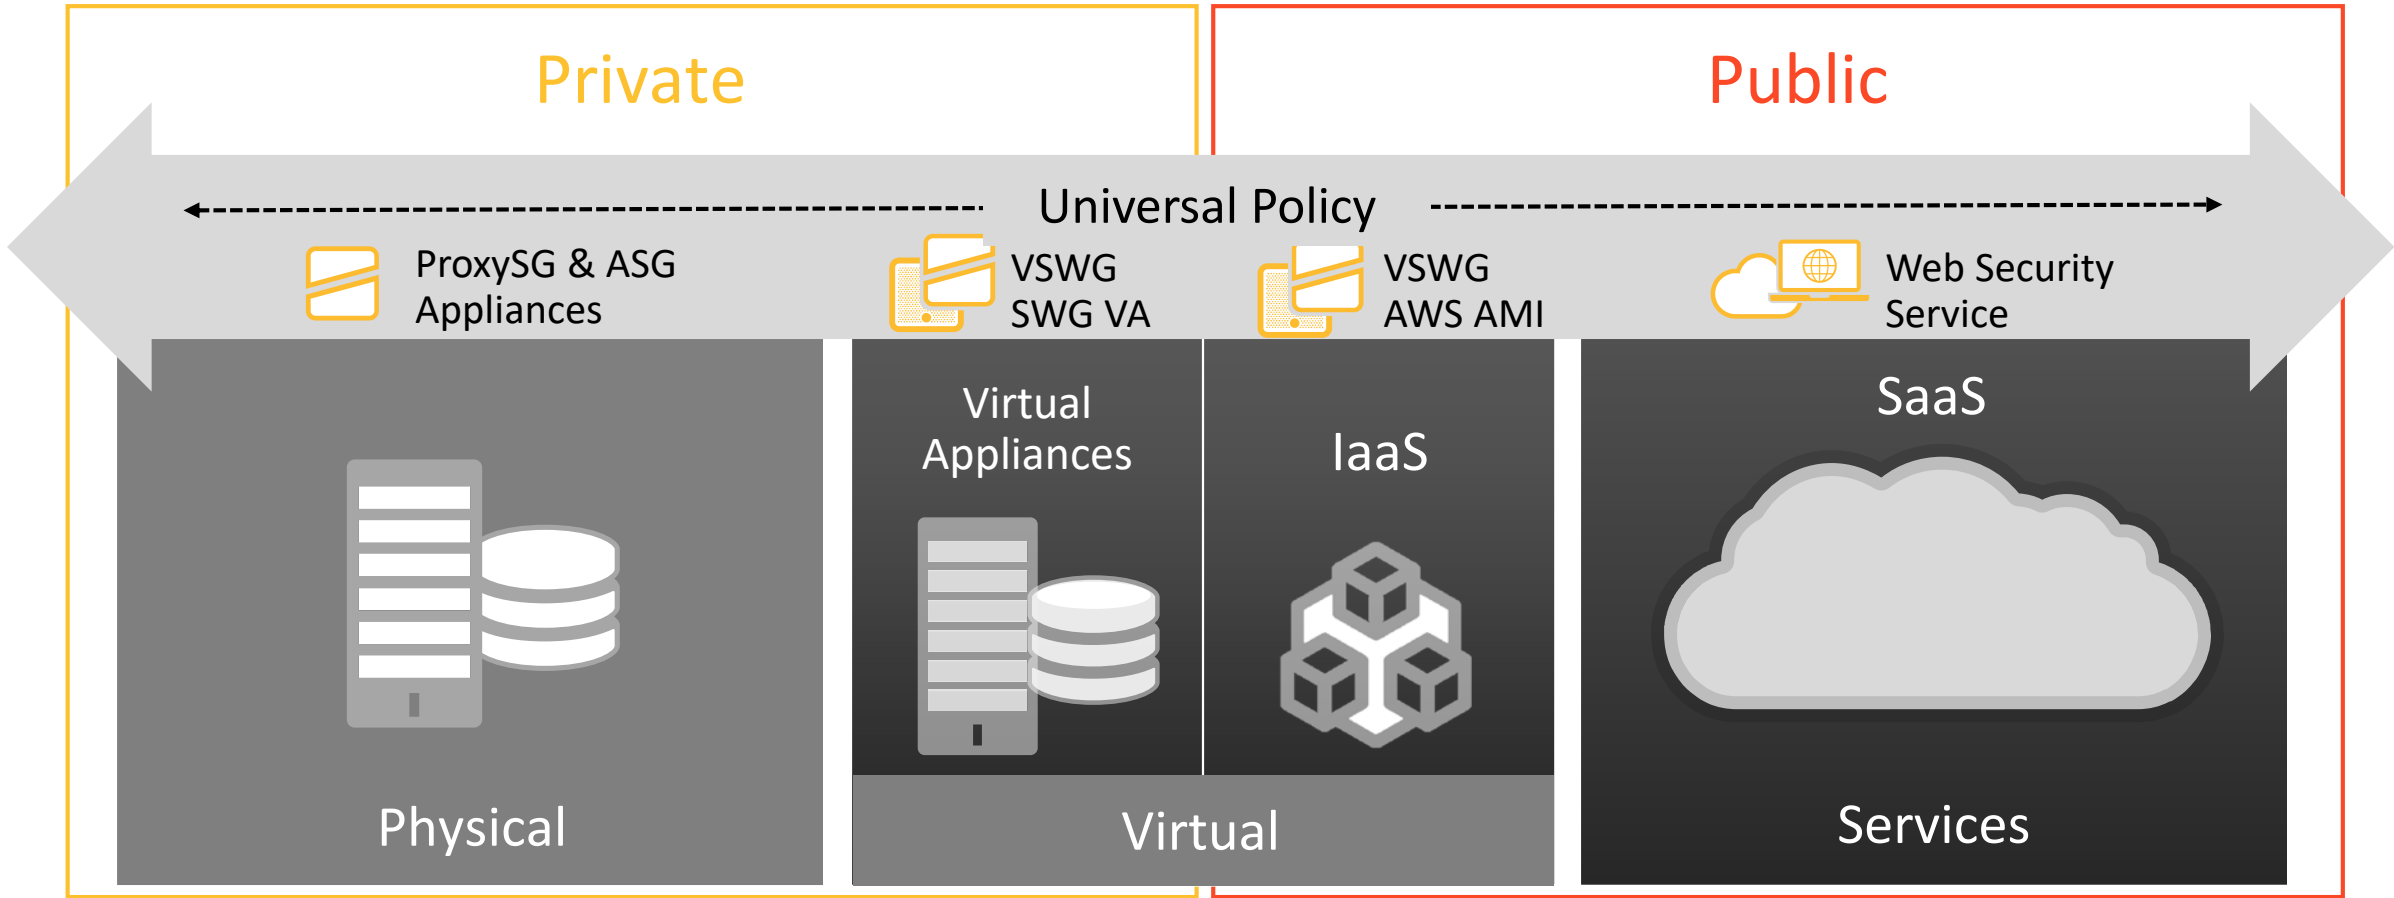 Private
Public
Universal Policy
ProxySG & ASG
Appliances
VSWG
SWG VA
VSWG
AWS AMI
Web Security
Service
Virtual
Appliances
IaaS
SaaS
Physical
Virtual
Services